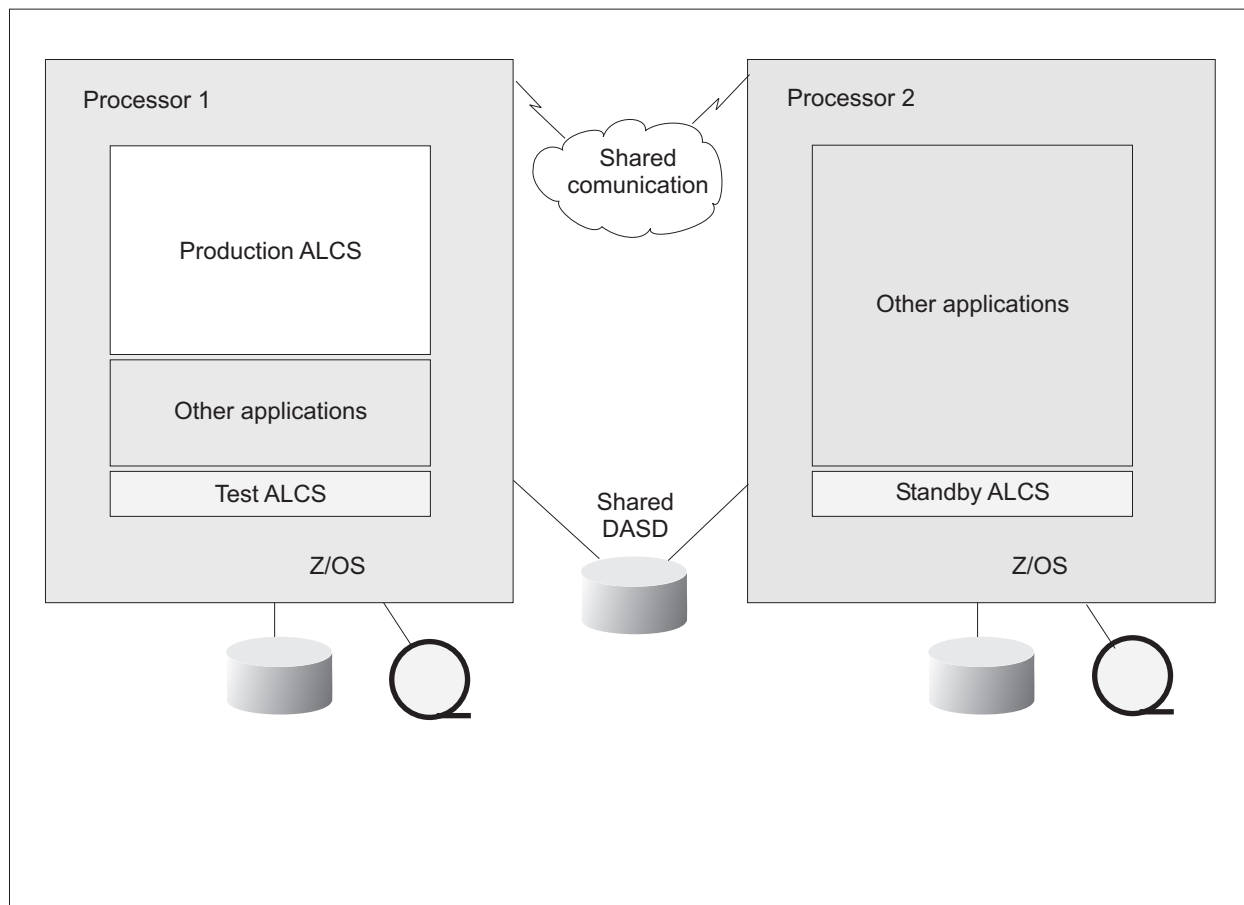 Processor 1
Production ALCS
Other applications
Test ALCS
Z/OS
Shared
comunication
Shared
DASD
Processor 2
Other applications
Standby ALCS
Z/OS